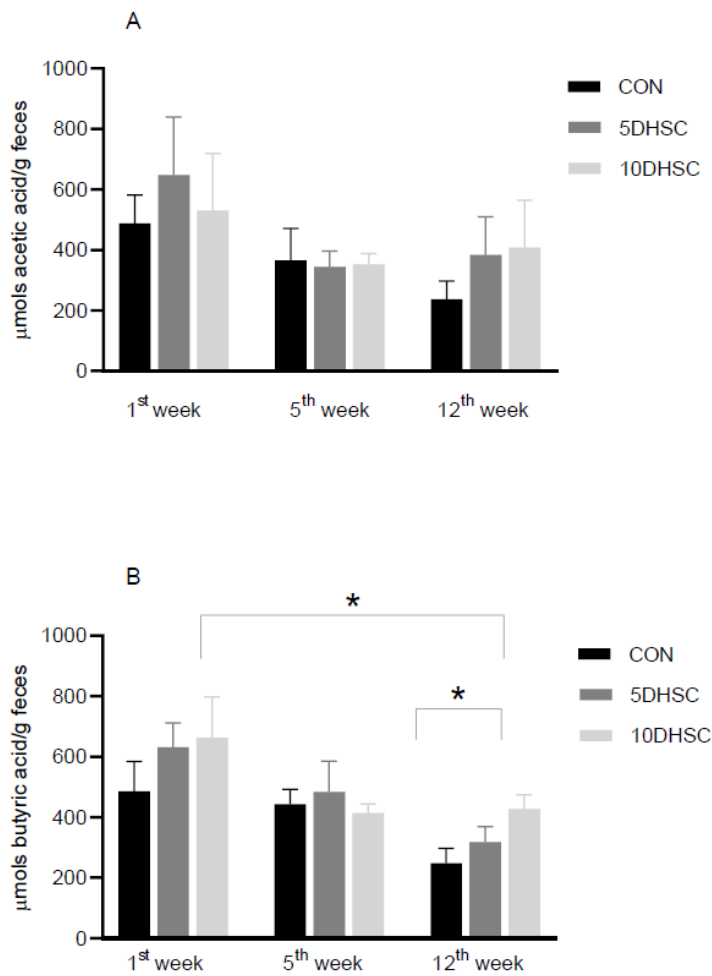 A
μmols acetic acid/g feces
1000
800
600
400
200
0
1st week
5th week
12th week
CON
5DHSC
10DHSC
B
μmols butyric acid/g feces
1000
800
600
400
200
0
*
*
1st week
5th week
12th week
CON
5DHSC
10DHSC